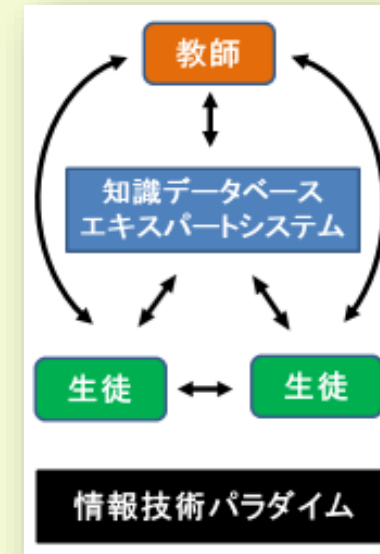 教師
知識データベース
エキスパートシステム
生徒
生徒
情報技術パラダイム